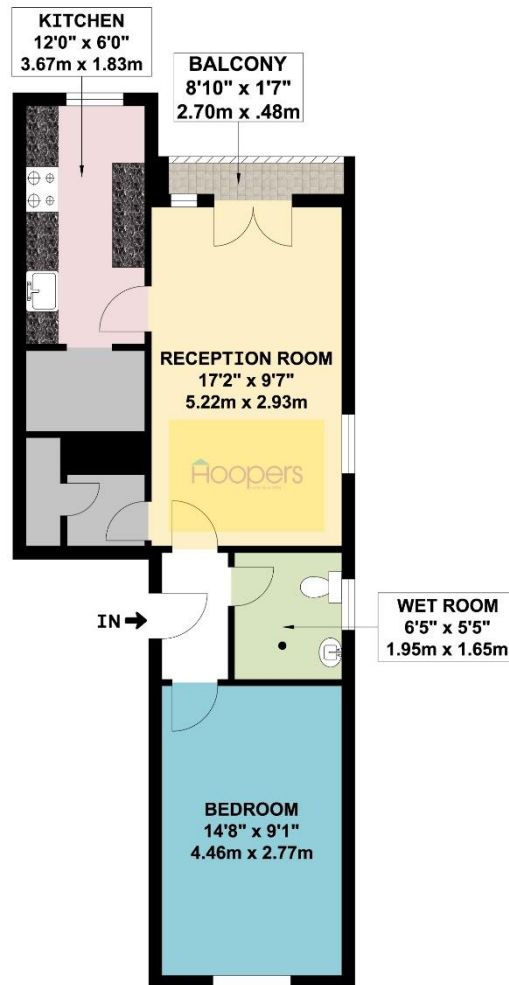 KITCHEN
12'0" x 6'0"
3.67m x 1.83m
BALCONY
8'10" x 1'7"
2.70m x .48m
RECEPTION ROOM
17'2" x 9'7"
5.22m x 2.93m
Hoopers
IN
WET ROOM
6'5" x 5'5"
1.95m x 1.65m
BEDROOM
14'8" x 9'1"
4.46m x 2.77m